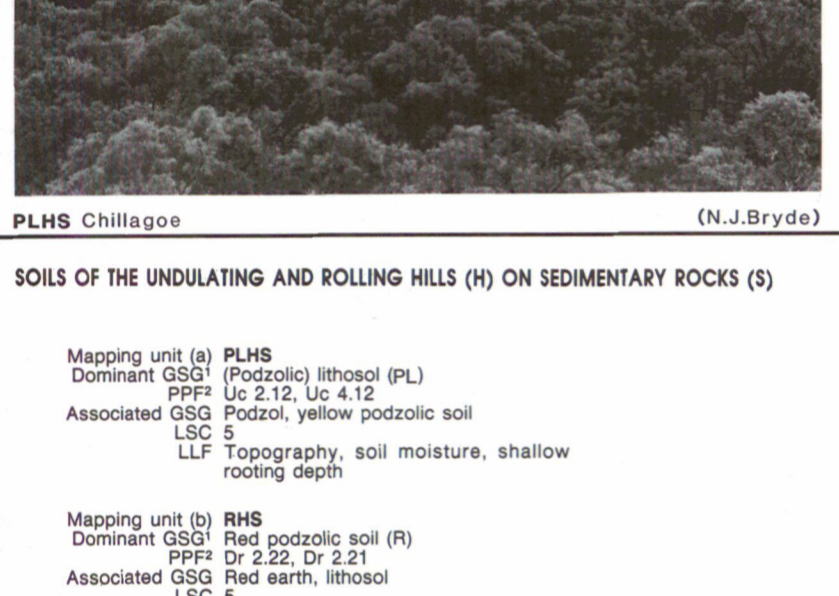 PLHS Chillagoe (N.J.Bryde)
SOILS OF THE UNDULATING AND ROLLING HILLS (H) ON SEDIMENTARY ROCKS (S)
Mapping unit (a) PLHS
Dominant GSG¹ (Podzolic) lithosol (PL)
PPF² Uc 2.12, Uc 4.12
Associated GSG Podzol, yellow podzolic soil
LSC 5
LLF Topography, soil moisture, shallow
rooting depth
Mapping unit (b) RHS
Dominant GSG¹ Red podzolic soil (R)
PPF² Dr 2.22, Dr 2.21
Associated GSG Red earth, lithosol
LSC 5